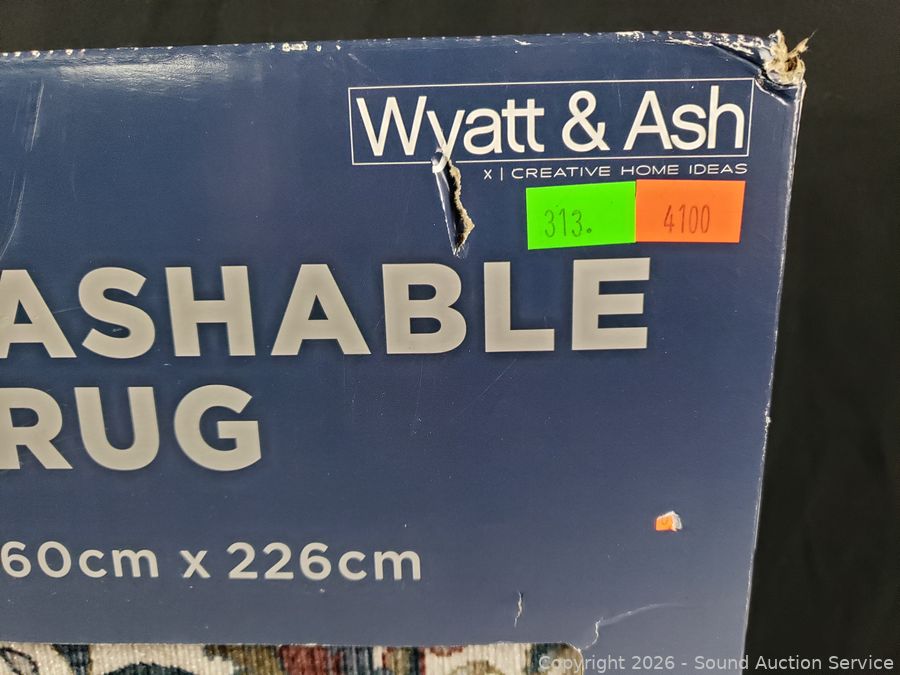 Wyatt & Ash
x | CREATIVE HOME IDEAS
313. 4100
ASHABLE
RUG
60cm x 226cm
Copyright 2026 - Sound Auction Service